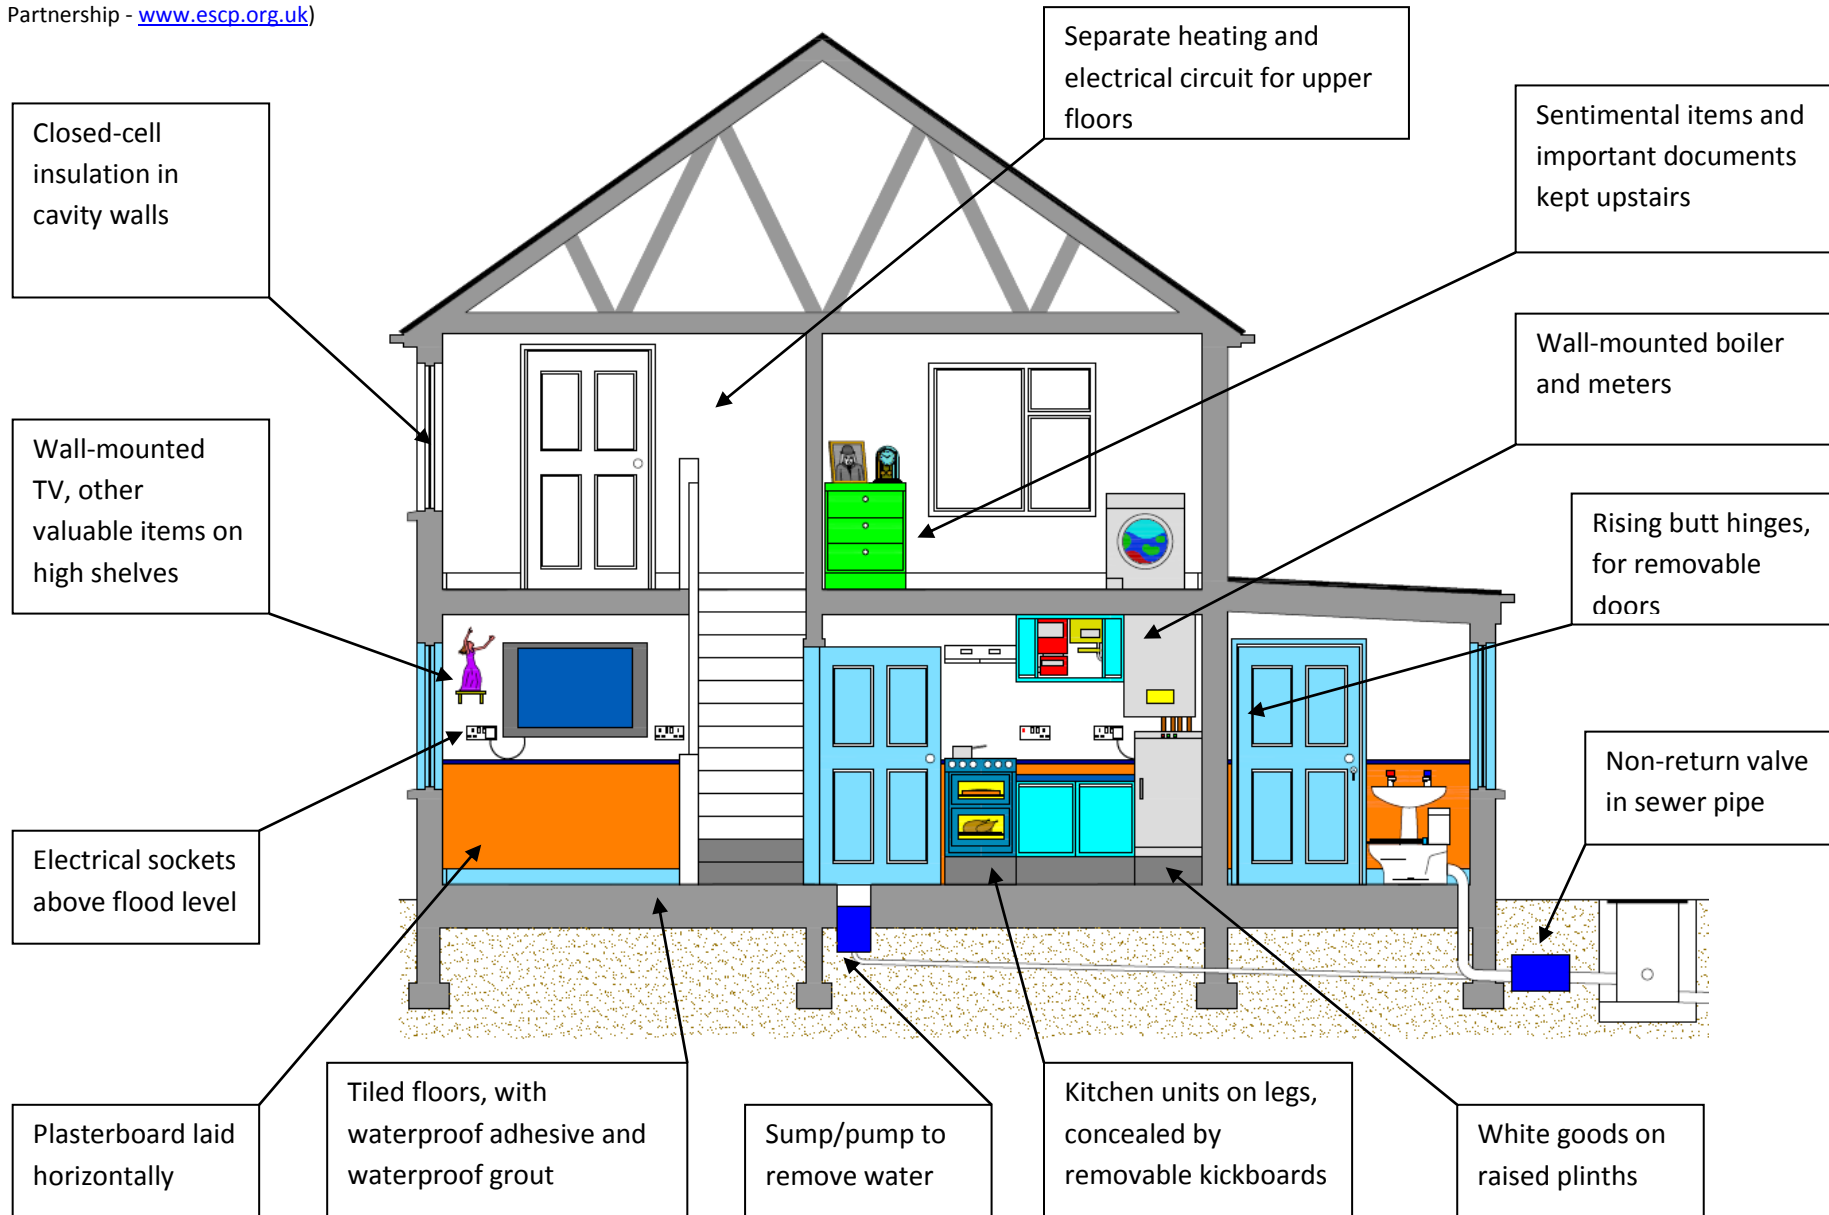 Partnership - www.escp.org.uk)
Separate heating and
electrical circuit for upper
floors
Closed-cell
insulation in
cavity walls
Sentimental items and
important documents
kept upstairs
Wall-mounted boiler
and meters
Wall-mounted
TV, other
valuable items on
high shelves
Rising butt hinges,
for removable
doors
Non-return valve
in sewer pipe
Electrical sockets
above flood level
Plasterboard laid
horizontally
Tiled floors, with
waterproof adhesive and
waterproof grout
Sump/pump to
remove water
Kitchen units on legs,
concealed by
removable kickboards
White goods on
raised plinths